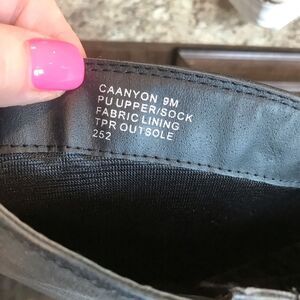 CAANYON 9M
PU UPPER/SOCK
FABRIC LINING
TPR OUTSOLE
252